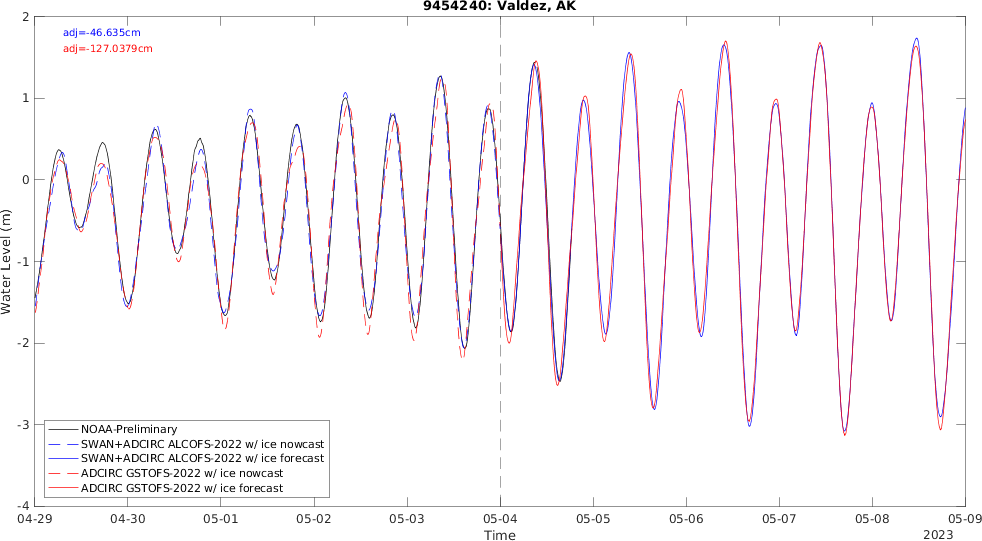 9454240: Valdez, AK
adj=-46.635cm
adj=-127.0379cm
2
1
0
-1
-2
-3
-4
Water Level (m)
NOAA-Preliminary
SWAN+ADCIRC ALCOFS-2022 w/ ice nowcast
SWAN+ADCIRC ALCOFS-2022 w/ ice forecast
ADCIRC GSTOFS-2022 w/ ice nowcast
ADCIRC GSTOFS-2022 w/ ice forecast
04-29 04-30 05-01 05-02 05-03 05-04 05-05 05-06 05-07 05-08 05-09
Time
2023